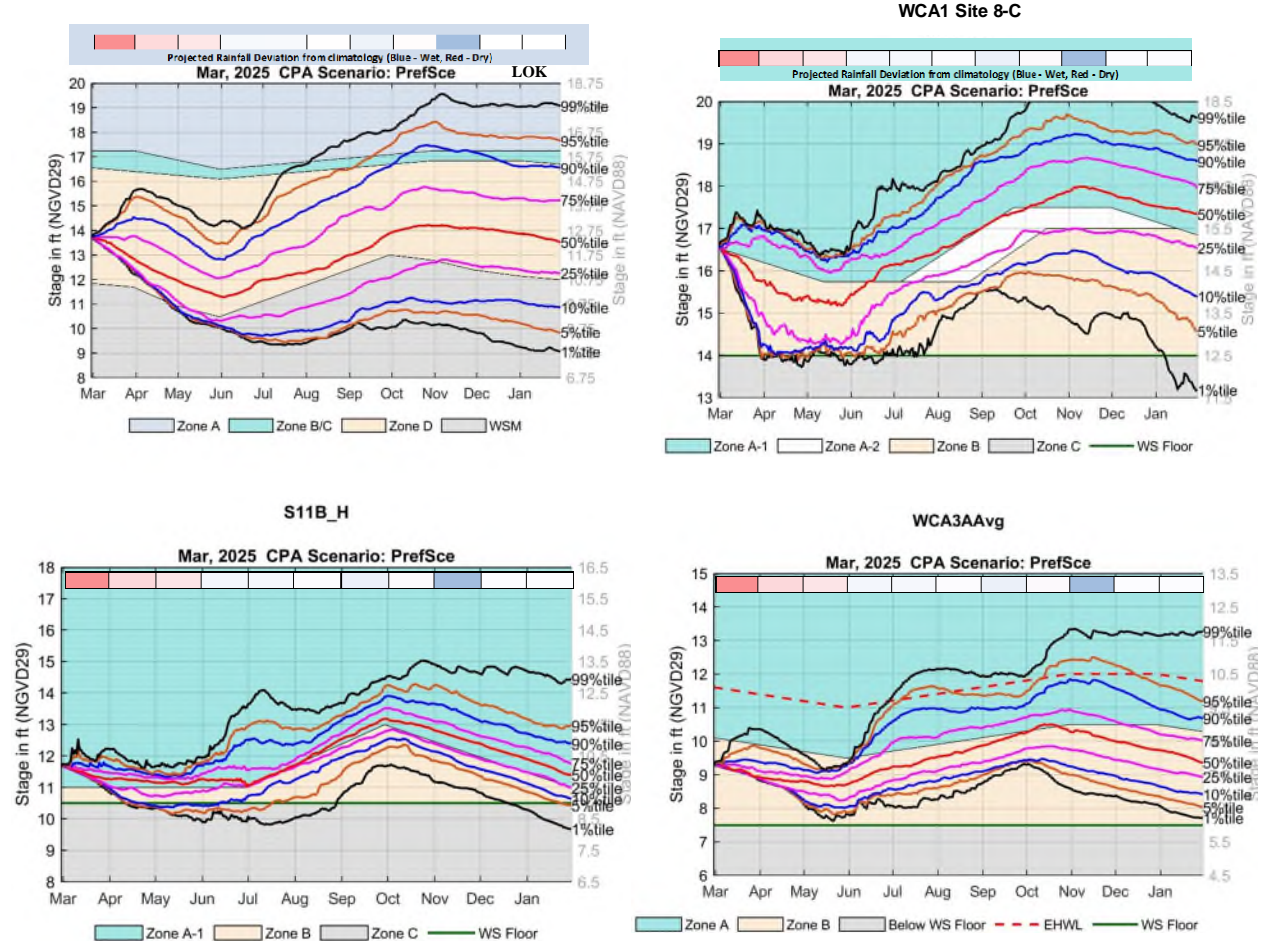 WCA1 Site 8-C
Projected Rainfall Deviation from climatology (Blue - Wet, Red - Dry)
Mar, 2025 CPA Scenario: PrefSce
LOK
Stage in ft (NGVD29)
20
19
18
17
16
15
14
13
12
11
10
9
8
18.75
16.75
15.75
14.75
12.75
10.75
6.75
Stage in ft (NAVD88)
99%tile
95%tile
90%tile
75%tile
50%tile
25%tile
10%tile
5%tile
1%tile
Mar Apr May Jun Jul Aug Sep Oct Nov Dec Jan
Zone A Zone B/C Zone D WSM
Projected Rainfall Deviation from climatology (Blue - Wet, Red - Dry)
Mar, 2025 CPA Scenario: PrefSce
Stage in ft (NGVD29)
20
19
18
17
16
15
14
13
18.5
15.5
14.5
13.5
12.5
11.5
Stage in ft (NAVD88)
99%tile
95%tile
90%tile
75%tile
50%tile
25%tile
10%tile
5%tile
1%tile
Mar Apr May Jun Jul Aug Sep Oct Nov Dec Jan
Zone A-1 Zone A-2 Zone B Zone C WS Floor
S11B_H
Mar, 2025 CPA Scenario: PrefSce
Stage in ft (NGVD29)
18
17
16
15
14
13
12
11
10
9
8
16.5
15.5
14.5
13.5
12.5
8.5
7.5
6.5
Stage in ft (NAVD88)
99%tile
95%tile
90%tile
75%tile
50%tile
25%tile
10%tile
5%tile
1%tile
Mar Apr May Jun Jul Aug Sep Oct Nov Dec Jan
Zone A-1 Zone B Zone C WS Floor
WCA3AAvg
Mar, 2025 CPA Scenario: PrefSce
Stage in ft (NGVD29)
15
14
13
12
11
10
9
8
7
6
13.5
12.5
11.5
10.5
5.5
4.5
Stage in ft (NAVD88)
99%tile
95%tile
90%tile
75%tile
50%tile
25%tile
10%tile
5%tile
1%tile
Mar Apr May Jun Jul Aug Sep Oct Nov Dec Jan
Zone A Zone B Below WS Floor EHWL WS Floor